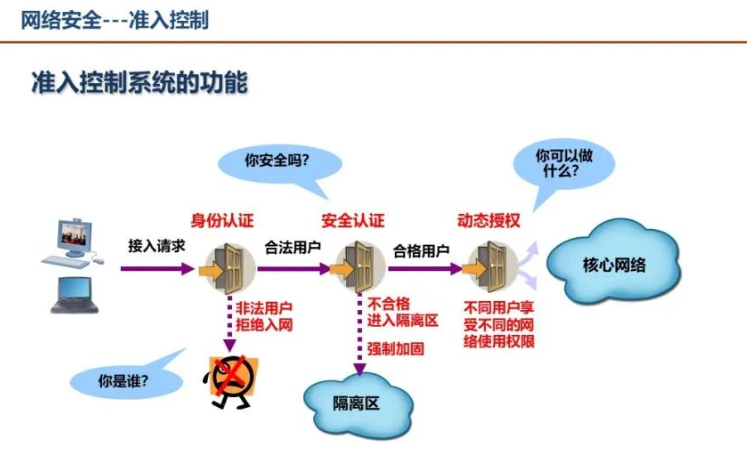 网络安全---准入控制
准入控制系统的功能
你安全吗？
你可以做
什么？
身份认证
安全认证
动态授权
接入请求
合法用户
合格用户
核心网络
非法用户
拒绝入网
不合格
进入隔离区
强制加固
不同用户享
受不同的网
络使用权限
你是谁？
隔离区